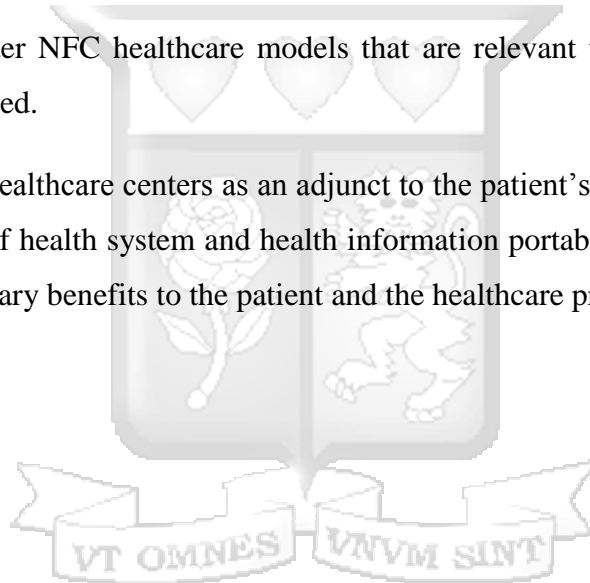 NFC healthcare models that are relevant
ed.
ealthcare centers as an adjunct to the patient's
f health system and health information portab
ary benefits to the patient and the healthcare pr
VT OMNES VNVM SINT